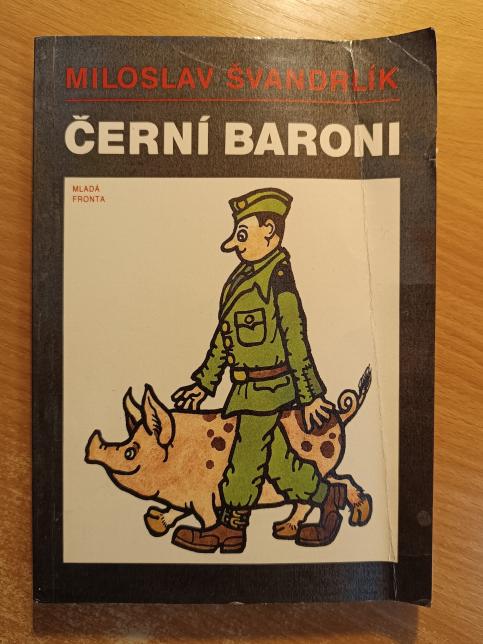 MILOSLAV ŠVANDRLÍK
ČERNÍ BARONI
MLADÁ
FRONTA